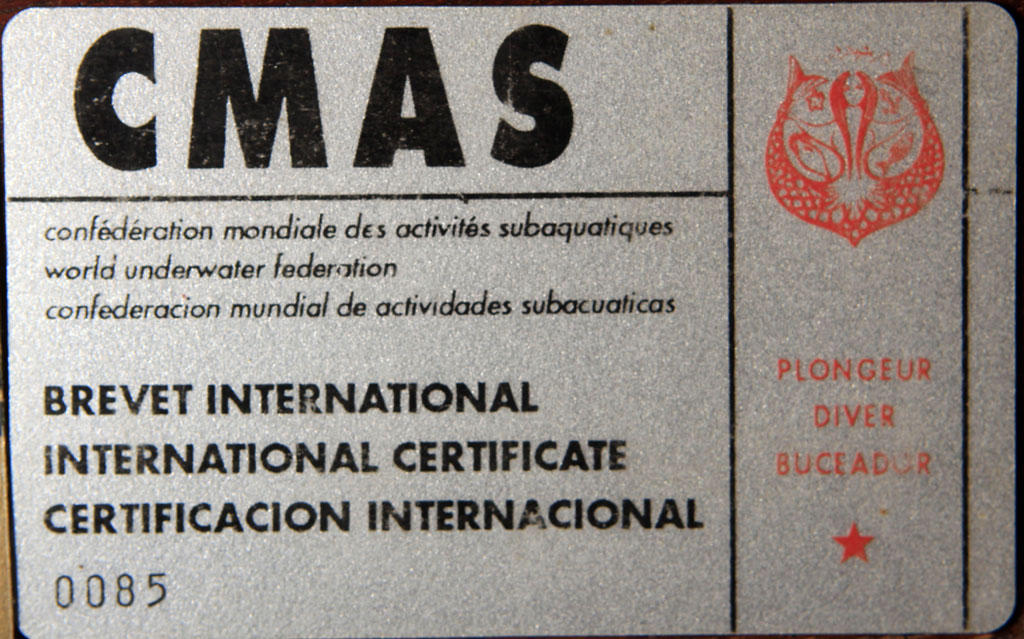 CMAS
confédération mondiale des activités subaquatiques
world underwater federation
confederacion mundial de actividades subacuaticas
BREVET INTERNATIONAL
INTERNATIONAL CERTIFICATE
CERTIFICACION INTERNACIONAL
0085
PLONGEUR
DIVER
BUCEADOR